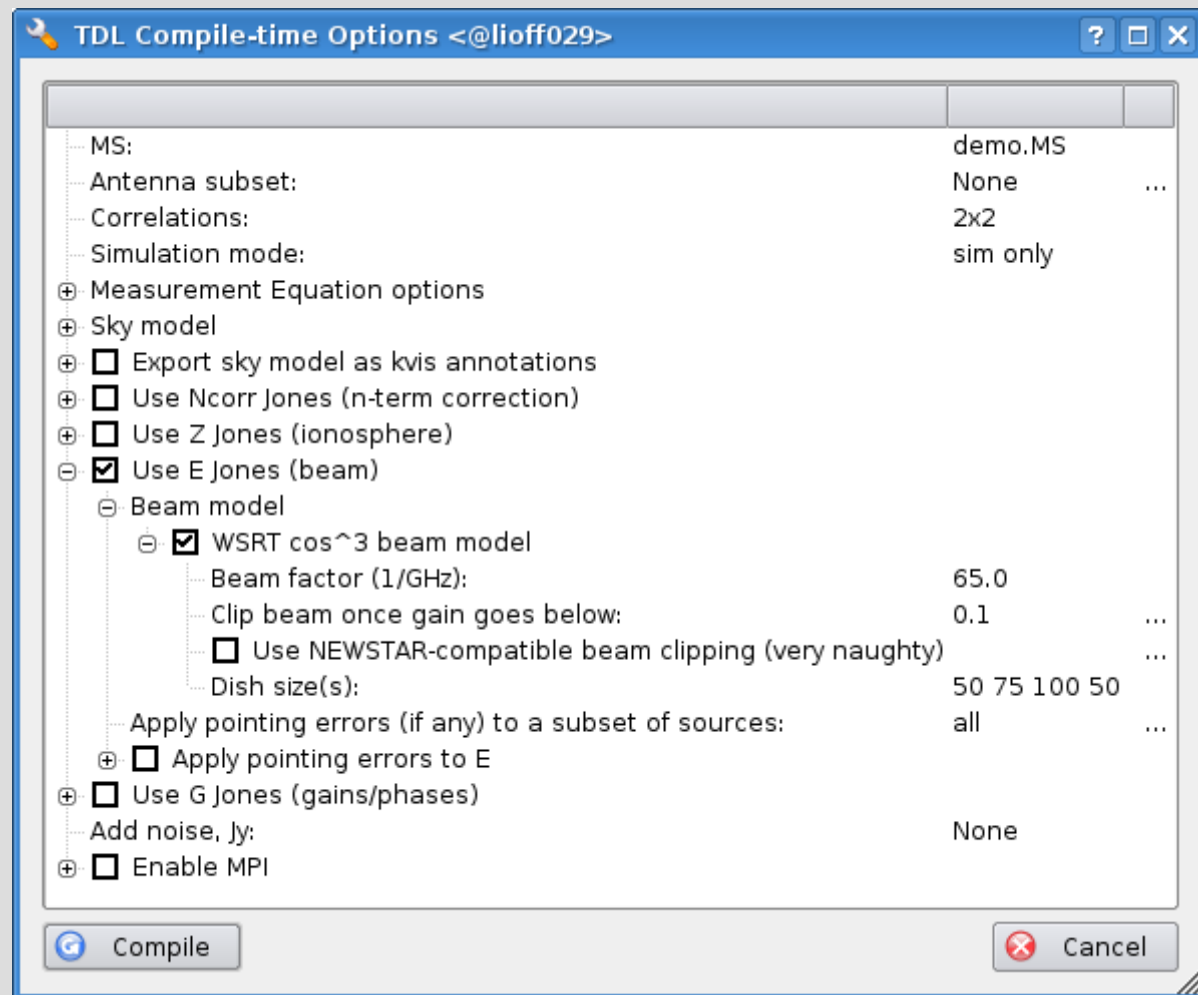 TDL Compile-time Options <@lioff029>
MS: demo.MS
Antenna subset: None ...
Correlations: 2x2
Simulation mode: sim only
Measurement Equation options
Sky model
Export sky model as kvis annotations
Use Ncorr Jones (n-term correction)
Use Z Jones (ionosphere)
Use E Jones (beam)
Beam model
WSRT cos^3 beam model
Beam factor (1/GHz): 65.0
Clip beam once gain goes below: 0.1 ...
Use NEWSTAR-compatible beam clipping (very naughty) ...
Dish size(s): 50 75 100 50
Apply pointing errors (if any) to a subset of sources: all ...
Apply pointing errors to E
Use G Jones (gains/phases)
Add noise, Jy: None
Enable MPI
Compile Cancel